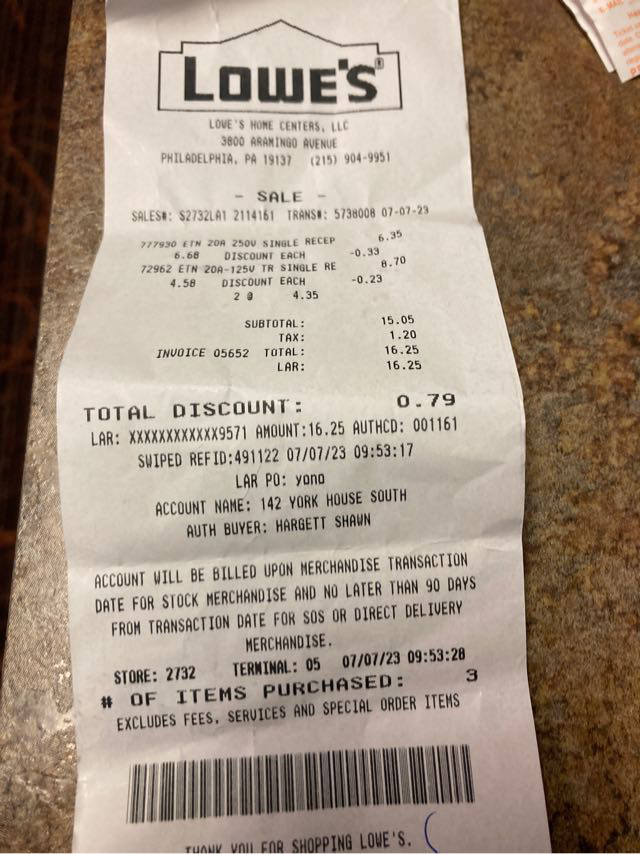 LOWE'S®
LOWE'S HOME CENTERS, LLC
3800 ARAMINGO AVENUE
PHILADELPHIA, PA 19137 (215) 904-9951
- SALE -
SALES#: S2732LA1 2114161 TRANS#: 5738008 07-07-23
777930 ETN 20A 250V SINGLE RECEP 6.35
6.68 DISCOUNT EACH -0.33
72962 ETN 20A-125V TR SINGLE RE 8.70
4.58 DISCOUNT EACH -0.23
2 @ 4.35
SUBTOTAL: 15.05
TAX: 1.20
INVOICE 05652 TOTAL: 16.25
LAR: 16.25
TOTAL DISCOUNT: 0.79
LAR: XXXXXXXXXXXX9571 AMOUNT:16.25 AUTHCD: 001161
SWIPED REFID:491122 07/07/23 09:53:17
LAR PO: yono
ACCOUNT NAME: 142 YORK HOUSE SOUTH
AUTH BUYER: HARGETT SHAWN
ACCOUNT WILL BE BILLED UPON MERCHANDISE TRANSACTION
DATE FOR STOCK MERCHANDISE AND NO LATER THAN 90 DAYS
FROM TRANSACTION DATE FOR SOS OR DIRECT DELIVERY
MERCHANDISE.
STORE: 2732 TERMINAL: 05 07/07/23 09:53:28
# OF ITEMS PURCHASED: 3
EXCLUDES FEES, SERVICES AND SPECIAL ORDER ITEMS
THANK YOU FOR SHOPPING LOWE'S.